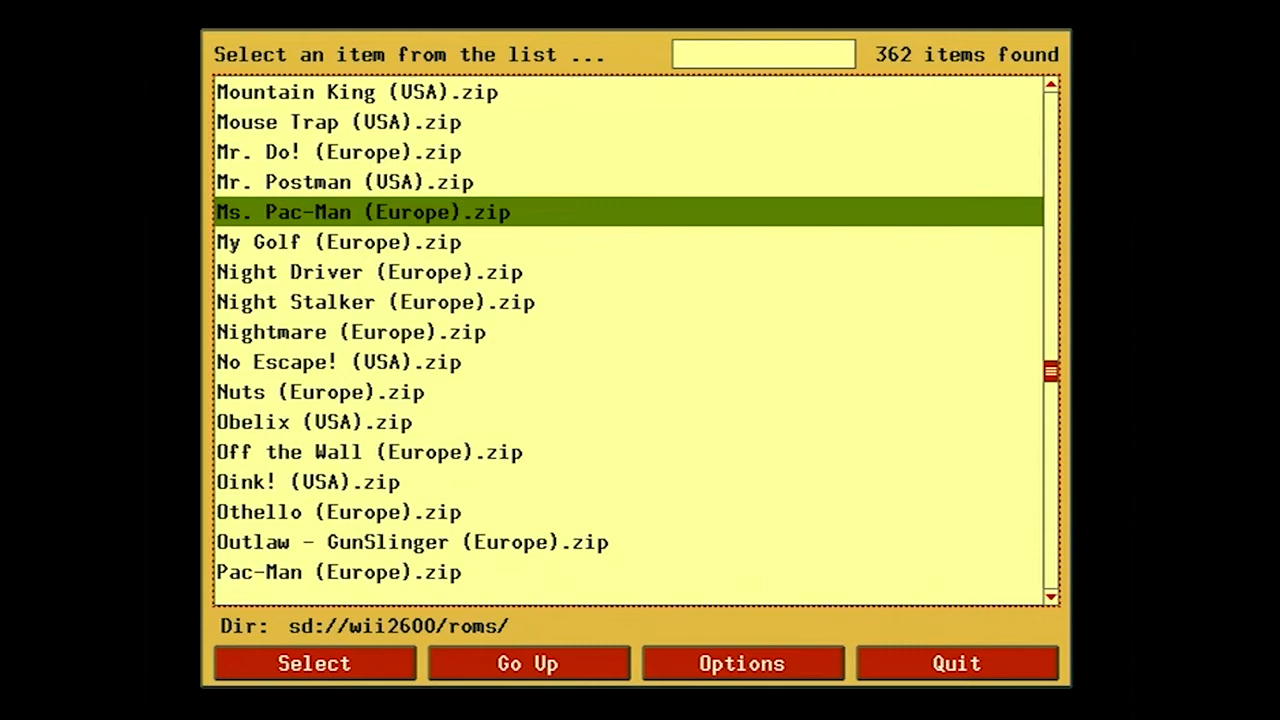 Select an item from the list ... 362 items found
Mountain King (USA).zip
Mouse Trap (USA).zip
Mr. Do! (Europe).zip
Mr. Postman (USA).zip
Ms. Pac-Man (Europe).zip
My Golf (Europe).zip
Night Driver (Europe).zip
Night Stalker (Europe).zip
Nightmare (Europe).zip
No Escape! (USA).zip
Nuts (Europe).zip
Obelix (USA).zip
Off the Wall (Europe).zip
Oink! (USA).zip
Othello (Europe).zip
Outlaw - GunSlinger (Europe).zip
Pac-Man (Europe).zip
Dir: sd://wii2600/roms/
Select Go Up Options Quit